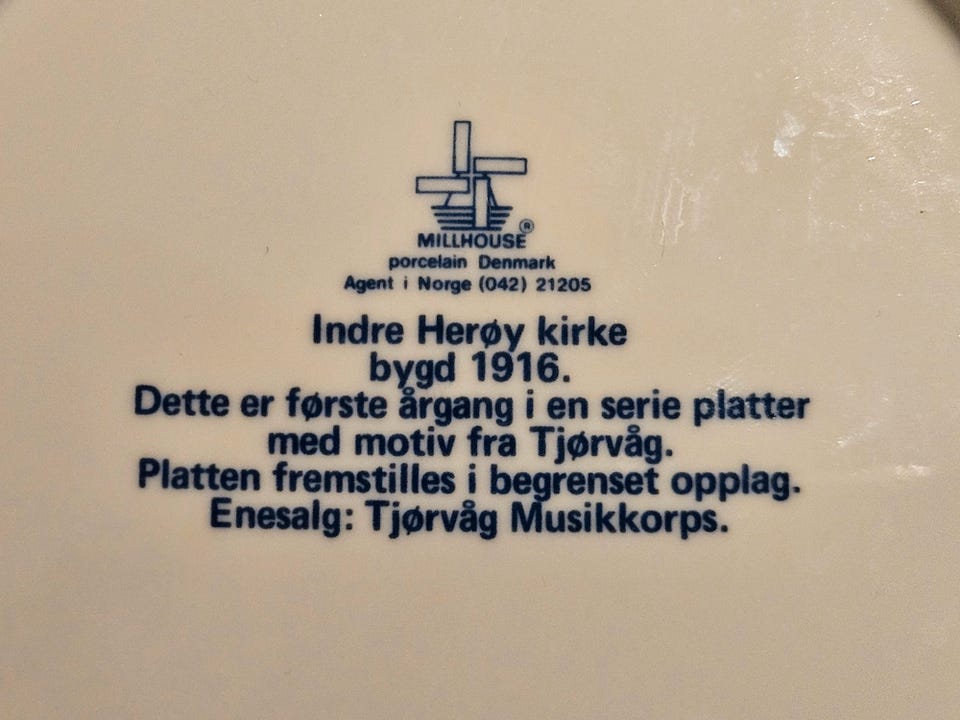 MILLHOUSE ®
porcelain Denmark
Agent i Norge (042) 21205
Indre Herøy kirke
bygd 1916.
Dette er første årgang i en serie platter
med motiv fra Tjørvåg.
Platten fremstilles i begrenset opplag.
Enesalg: Tjørvåg Musikkorps.